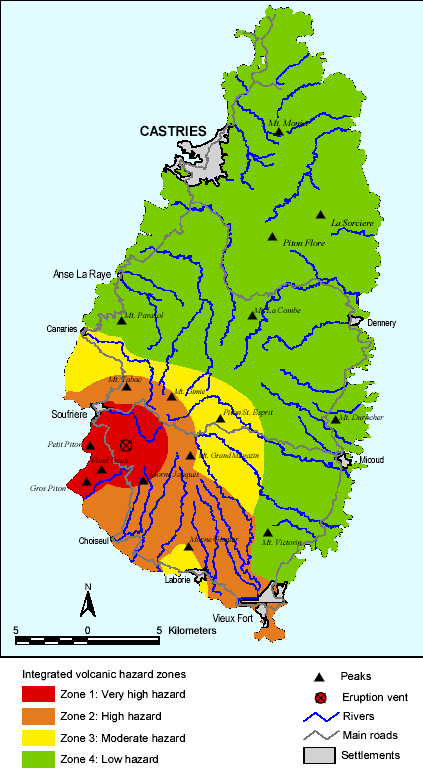 Mt. Monier
CASTRIES
La Sorciere
Piton Flore
Anse La Raye
Mt. Parasol
Mt. La Combe
Canaries
Dennery
Mt. Tabac
Mt. Gimie
Soufriere
Piton St. Esprit
Mt. Durocher
Petit Piton
Mt. Grand Magazin
Micoud
Gros Piton
Choiseul
Mt. Victorin
Laborie
N
Vieux Fort
5 0 5 Kilometers
Integrated volcanic hazard zones
Zone 1: Very high hazard
Zone 2: High hazard
Zone 3: Moderate hazard
Zone 4: Low hazard
Peaks
Eruption vent
Rivers
Main roads
Settlements